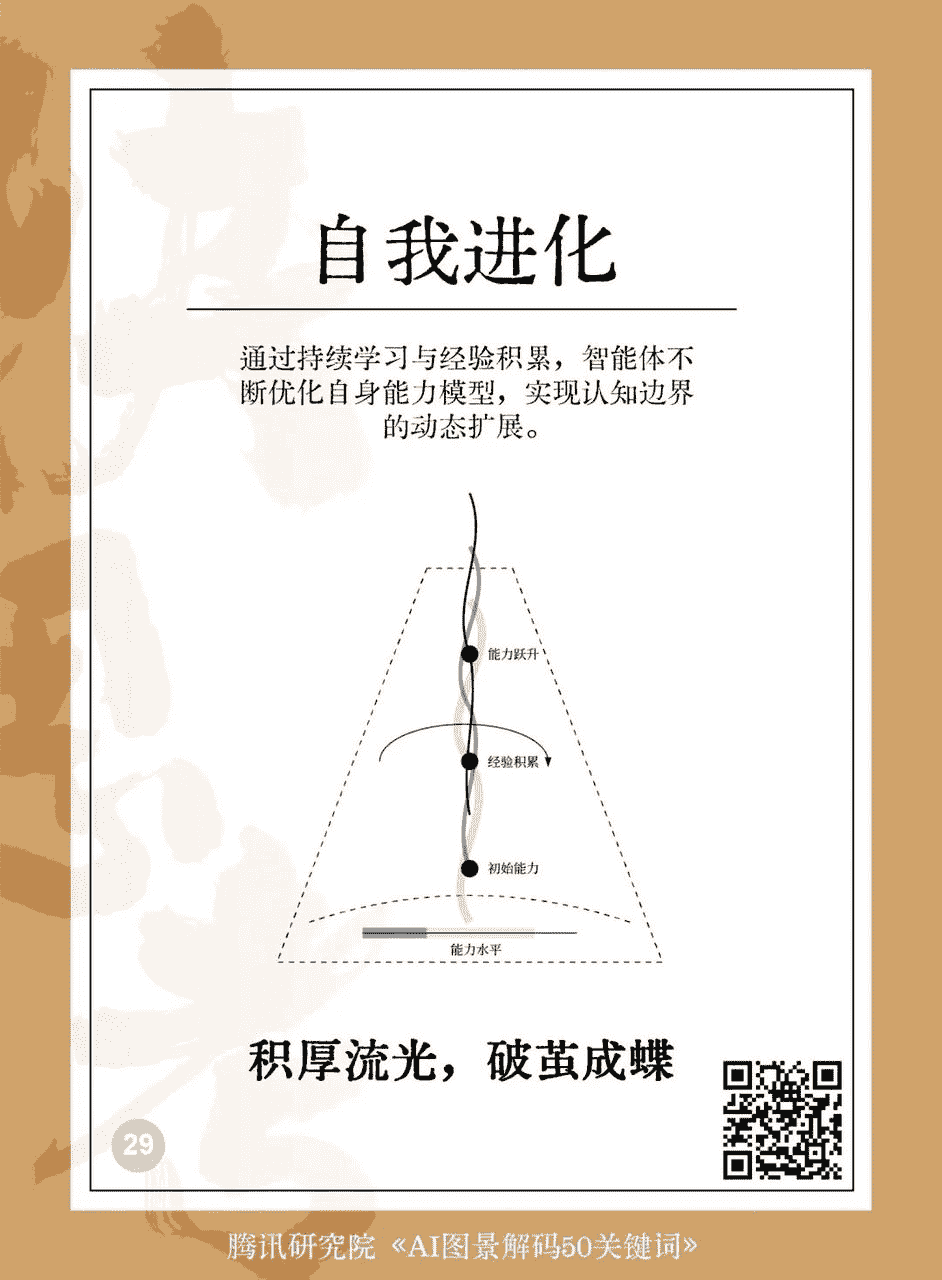 自我进化
通过持续学习与经验积累，智能体不
断优化自身能力模型，实现认知边界
的动态扩展。
能力跃升
经验积累
初始能力
能力水平
积厚流光，破茧成蝶
29
腾讯研究院《AI图景解码50关键词》